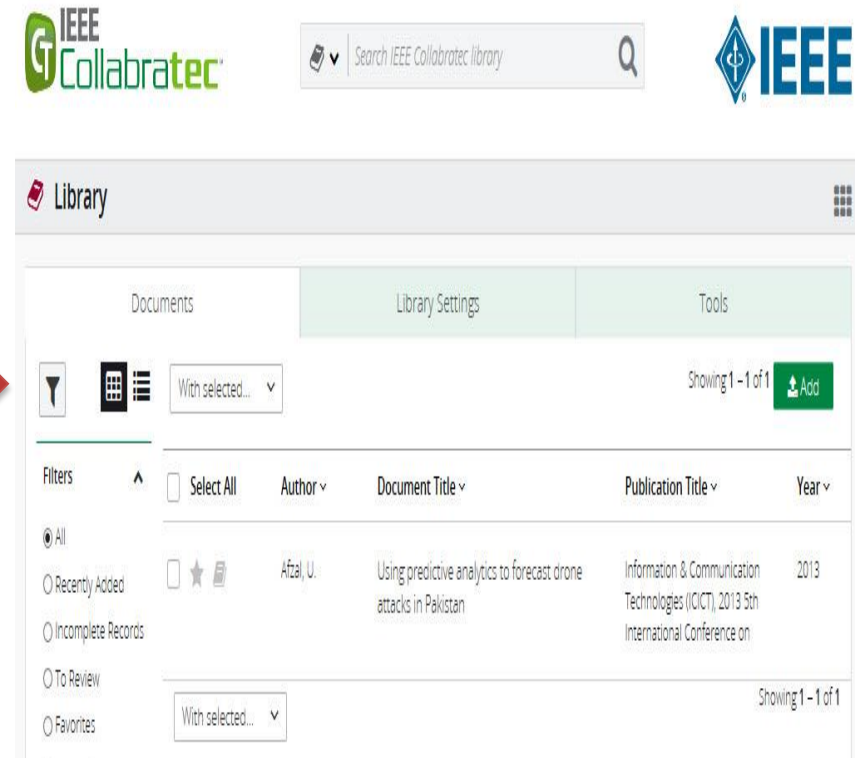 IEEE
Collabratec
Search IEEE Collabratec library
IEEE
Library
Documents
Library Settings
Tools
With selected...
Showing 1 – 1 of 1
Add
Filters
Select All
Author
Document Title
Publication Title
Year
All
Recently Added
Incomplete Records
To Review
Favorites
Afzal, U.
Using predictive analytics to forecast drone
attacks in Pakistan
Information & Communication
Technologies (ICICT), 2013 5th
International Conference on
2013
With selected...
Showing 1 – 1 of 1